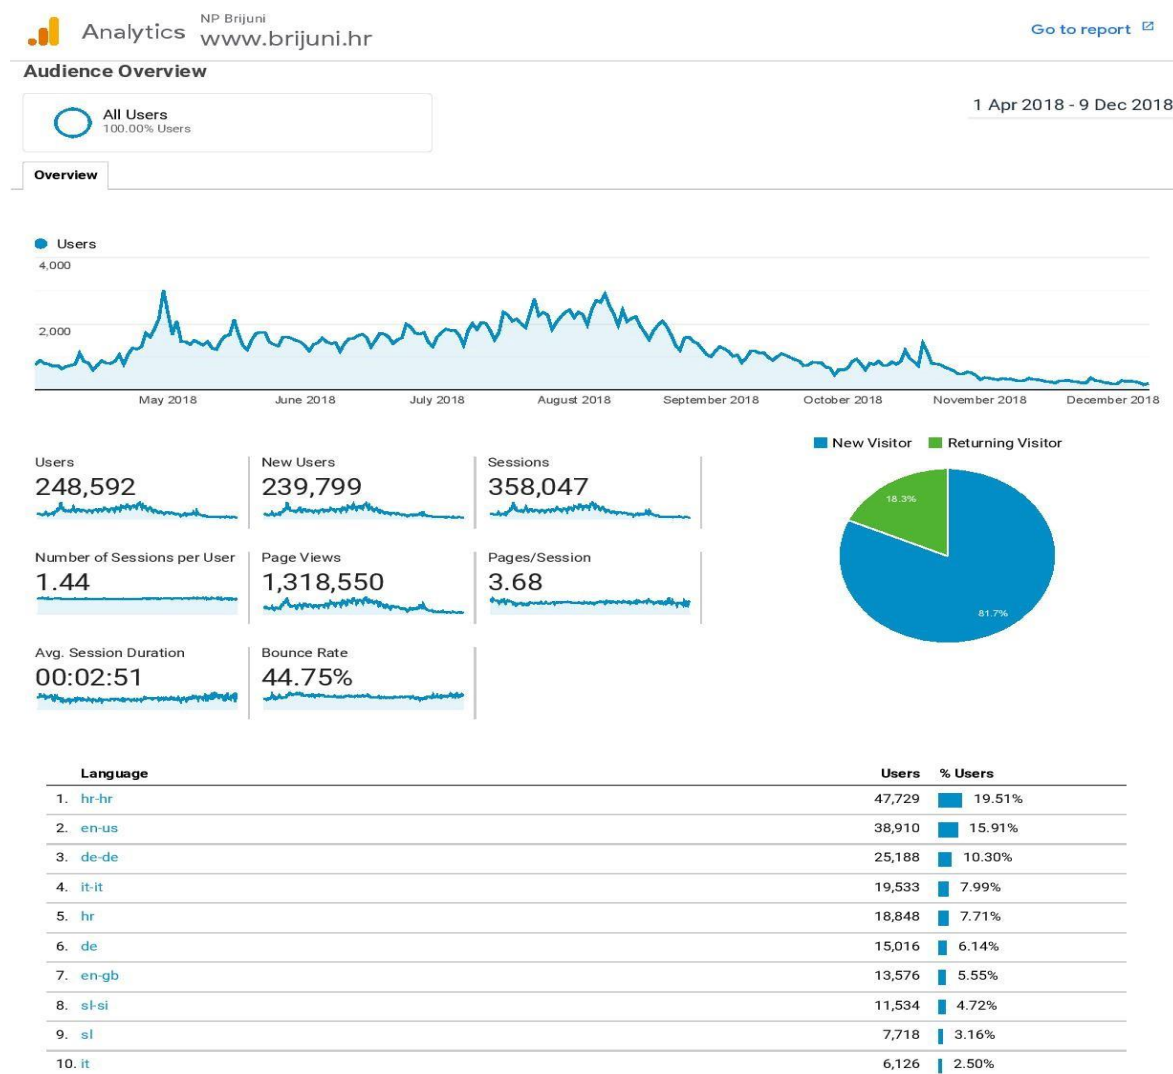 Analytics
NP Brijuni
www.brijuni.hr
Go to report
Audience Overview
All Users
100.00% Users
1 Apr 2018 - 9 Dec 2018
Overview
Users
4,000
2,000
May 2018 June 2018 July 2018 August 2018 September 2018 October 2018 November 2018 December 2018
New Visitor Returning Visitor
18.3%
81.7%
Users New Users Sessions
248,592 239,799 358,047
Number of Sessions per User Page Views Pages/Session
1.44 1,318,550 3.68
Avg. Session Duration Bounce Rate
00:02:51 44.75%
Language Users % Users
1. hr-hr 47,729 19.51%
2. en-us 38,910 15.91%
3. de-de 25,188 10.30%
4. it-it 19,533 7.99%
5. hr 18,848 7.71%
6. de 15,016 6.14%
7. en-gb 13,576 5.55%
8. sl-si 11,534 4.72%
9. sl 7,718 3.16%
10. it 6,126 2.50%